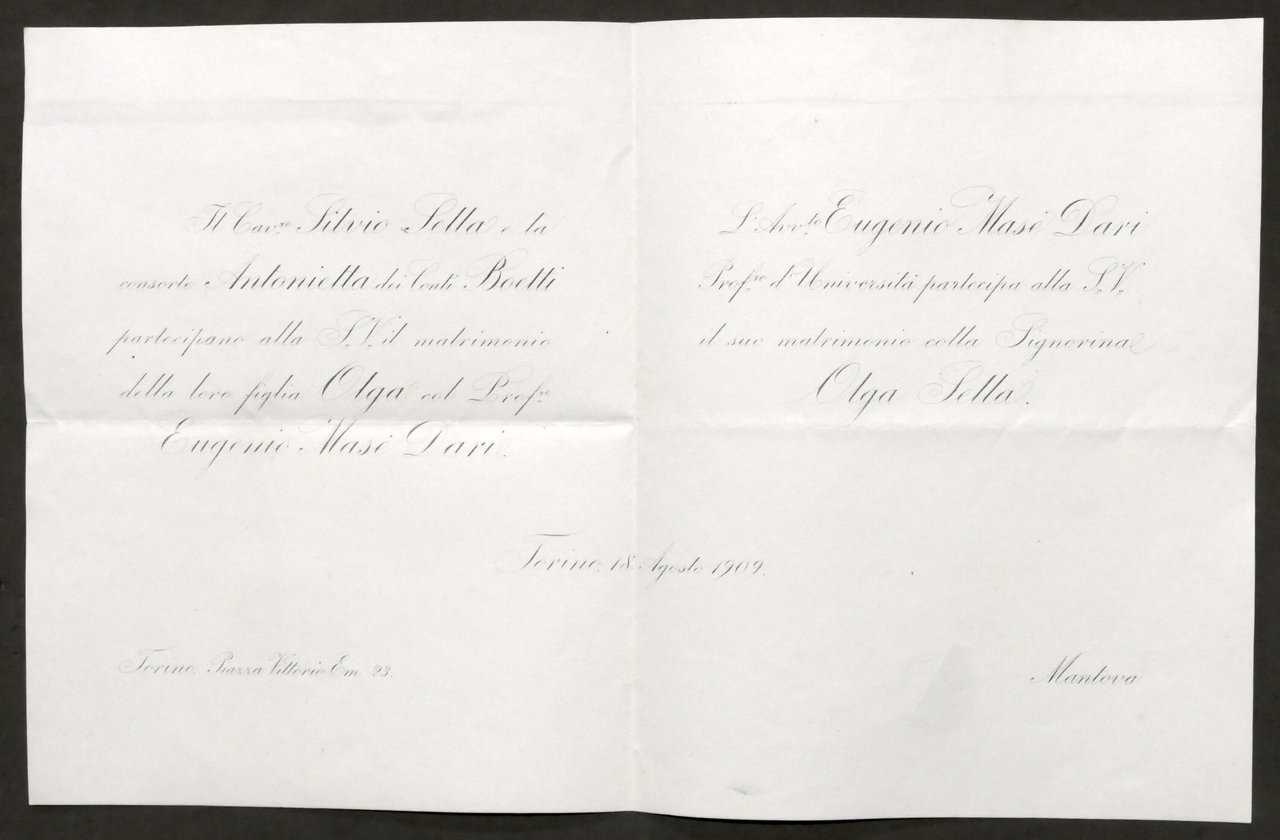 Il Cav.re Silvio Sella e la
consorte Antonietta dei Conti Boetti
partecipano alla S.V. il matrimonio
della loro figlia Olga col Prof.re
Eugenio Masé Dari.
L'Avv.to Eugenio Masé Dari
Prof.re d'Università partecipa alla S.V.
il suo matrimonio colla Signorina
Olga Sella.
Torino, 18 Agosto 1909.
Torino, Piazza Vittorio Em. 23.
Mantova